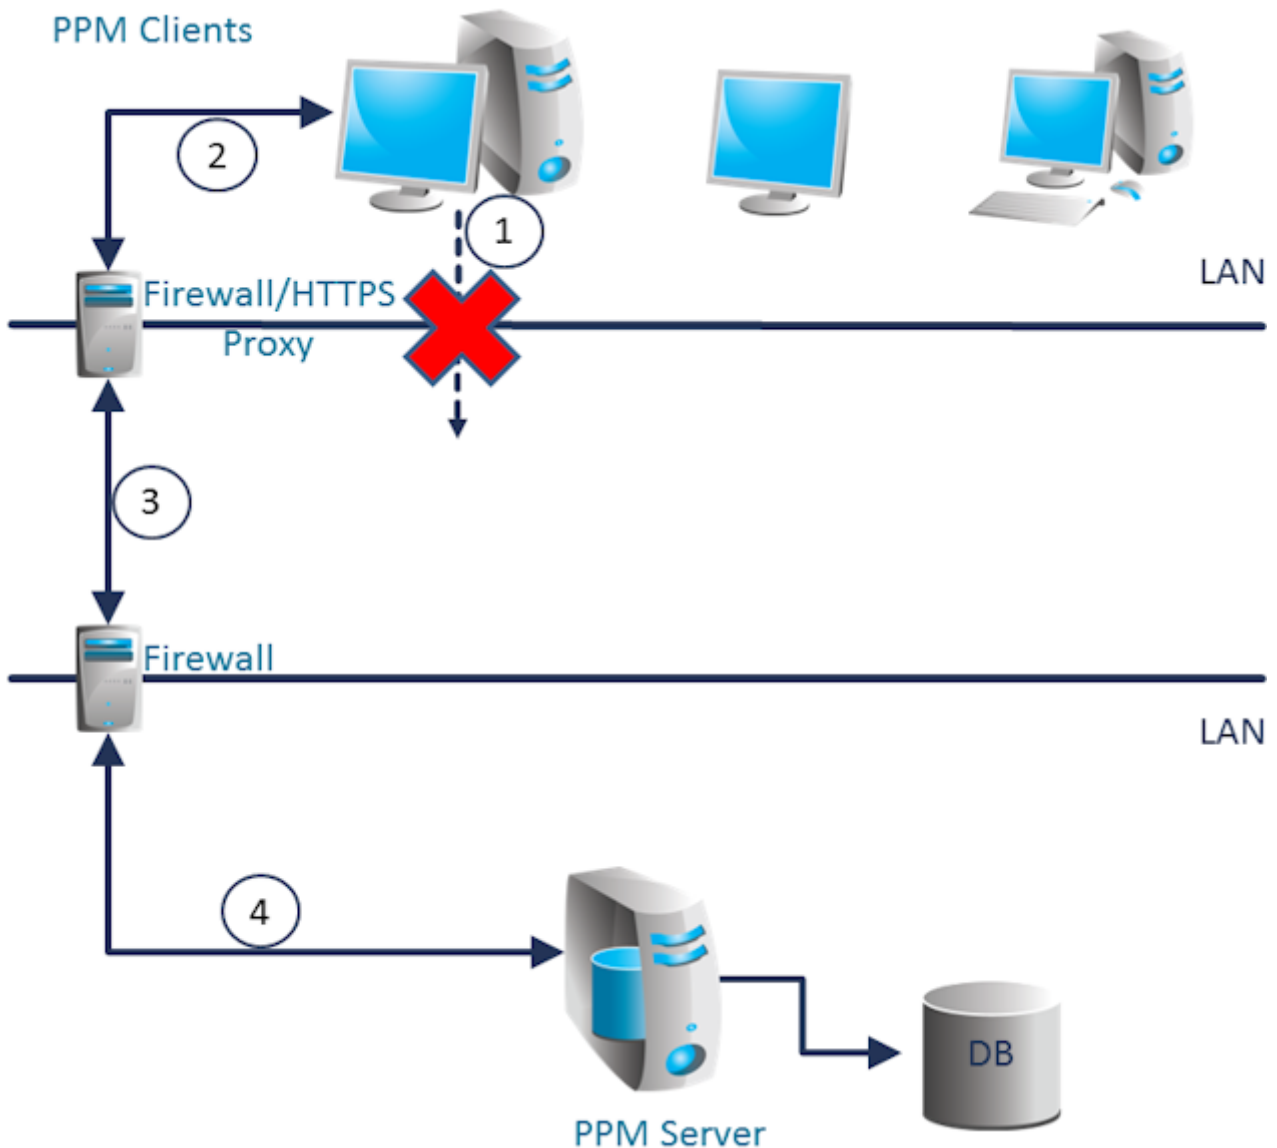 PPM Clients
2
1
LAN
Firewall/HTTPS
Proxy
3
Firewall
LAN
4
DB
PPM Server